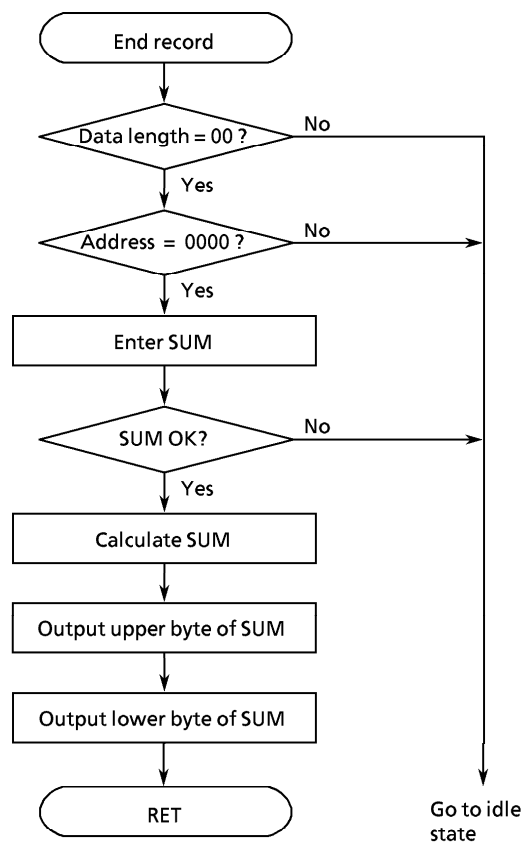 End record
Data length = 00 ?
No
Yes
Address = 0000 ?
No
Yes
Enter SUM
SUM OK?
No
Yes
Calculate SUM
Output upper byte of SUM
Output lower byte of SUM
RET
Go to idle
state